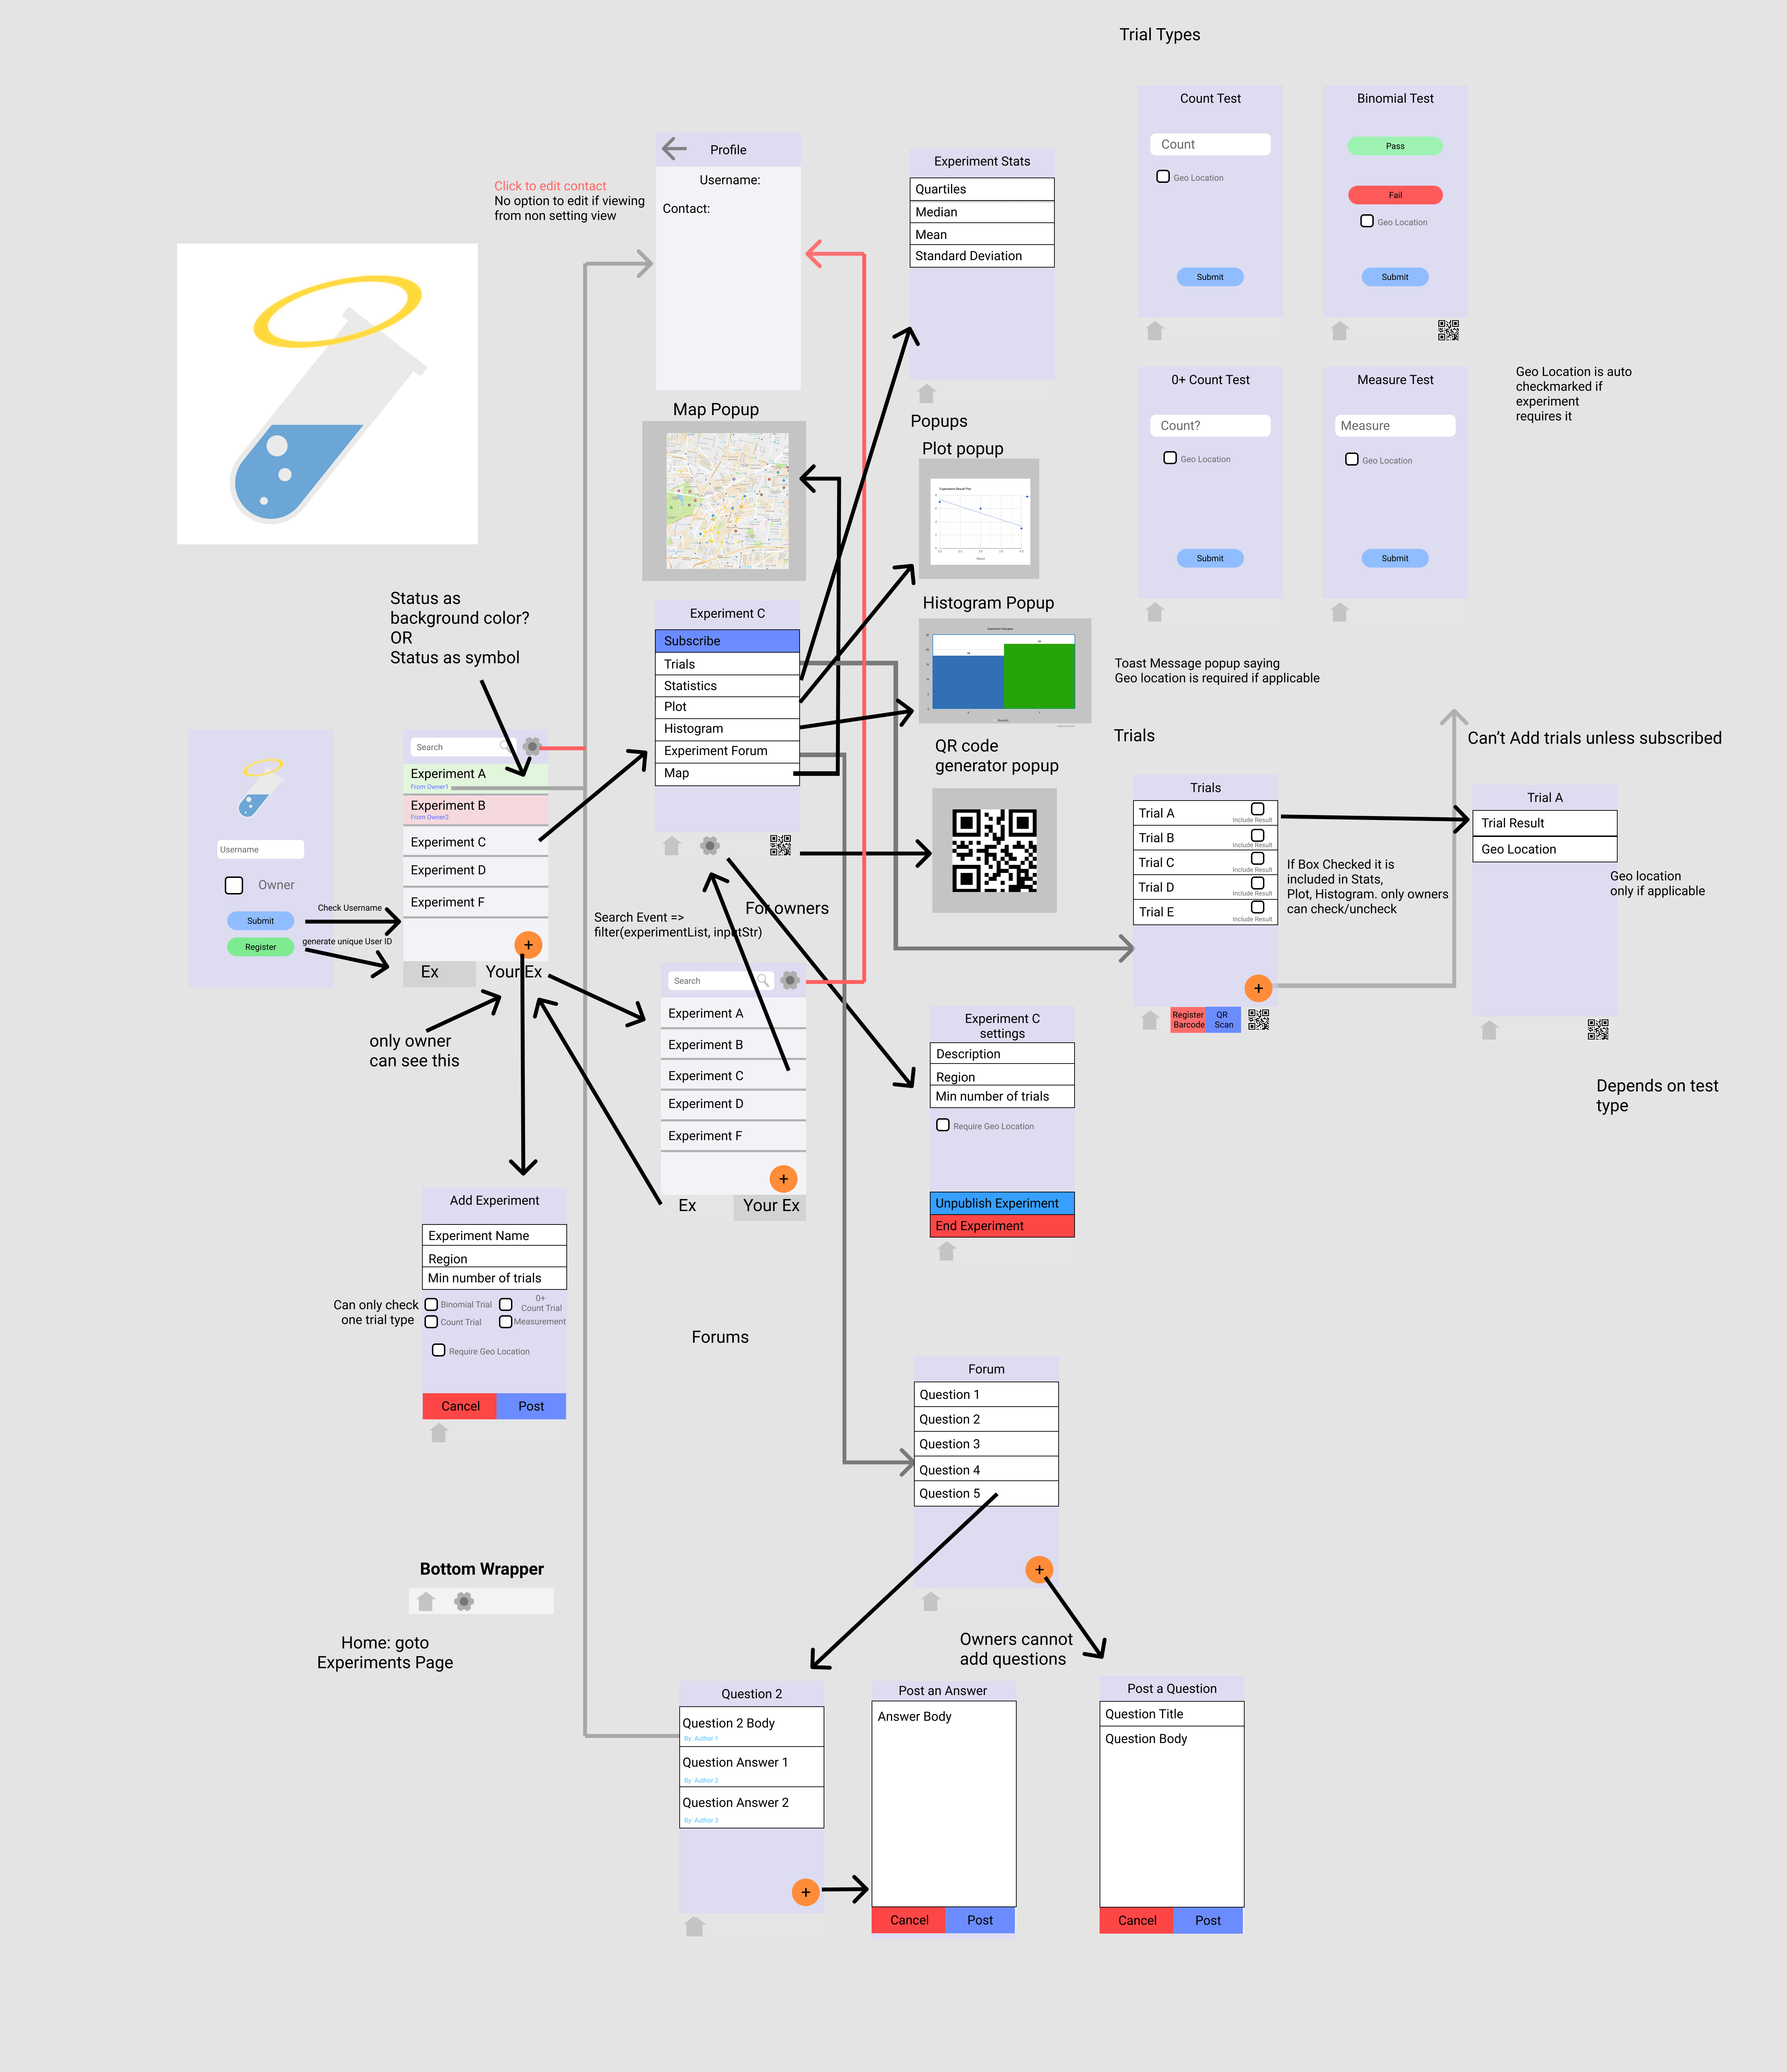 Trial Types
Count Test
Count
Geo Location
Submit
Binomial Test
Pass
Fail
Geo Location
Submit
0+ Count Test
Count?
Geo Location
Submit
Measure Test
Measure
Geo Location
Submit
Geo Location is auto
checkmarked if
experiment
requires it
Profile
Username:
Contact:
Click to edit contact
No option to edit if viewing
from non setting view
Experiment Stats
Quartiles
Median
Mean
Standard Deviation
Map Popup
Popups
Plot popup
Experiment Result Plot
Histogram Popup
Toast Message popup saying
Geo location is required if applicable
Status as
background color?
OR
Status as symbol
Experiment C
Subscribe
Trials
Statistics
Plot
Histogram
Experiment Forum
Map
QR code
generator popup
Username
Owner
Submit
Register
Check Username
generate unique User ID
Search
Experiment A
From Owner1
Experiment B
From Owner2
Experiment C
Experiment D
Experiment F
+
Ex
Your Ex
only owner
can see this
Search Event =>
filter(experimentList, inputStr)
For owners
Search
Experiment A
Experiment B
Experiment C
Experiment D
Experiment F
+
Ex
Your Ex
Trials
Trials
Trial A
Include Result
Trial B
Include Result
Trial C
Include Result
Trial D
Include Result
Trial E
Include Result
+
Register
Barcode
QR
Scan
If Box Checked it is
included in Stats,
Plot, Histogram. only owners
can check/uncheck
Can't Add trials unless subscribed
Trial A
Trial Result
Geo Location
Geo location
only if applicable
Depends on test
type
Experiment C
settings
Description
Region
Min number of trials
Require Geo Location
Unpublish Experiment
End Experiment
Add Experiment
Experiment Name
Region
Min number of trials
Binomial Trial
0+
Count Trial
Count Trial
Measurement
Require Geo Location
Cancel
Post
Can only check
one trial type
Forums
Forum
Question 1
Question 2
Question 3
Question 4
Question 5
+
Bottom Wrapper
Home: goto
Experiments Page
Owners cannot
add questions
Question 2
Question 2 Body
By: Author 1
Question Answer 1
By: Author 2
Question Answer 2
By: Author 3
+
Post an Answer
Answer Body
Cancel
Post
Post a Question
Question Title
Question Body
Cancel
Post